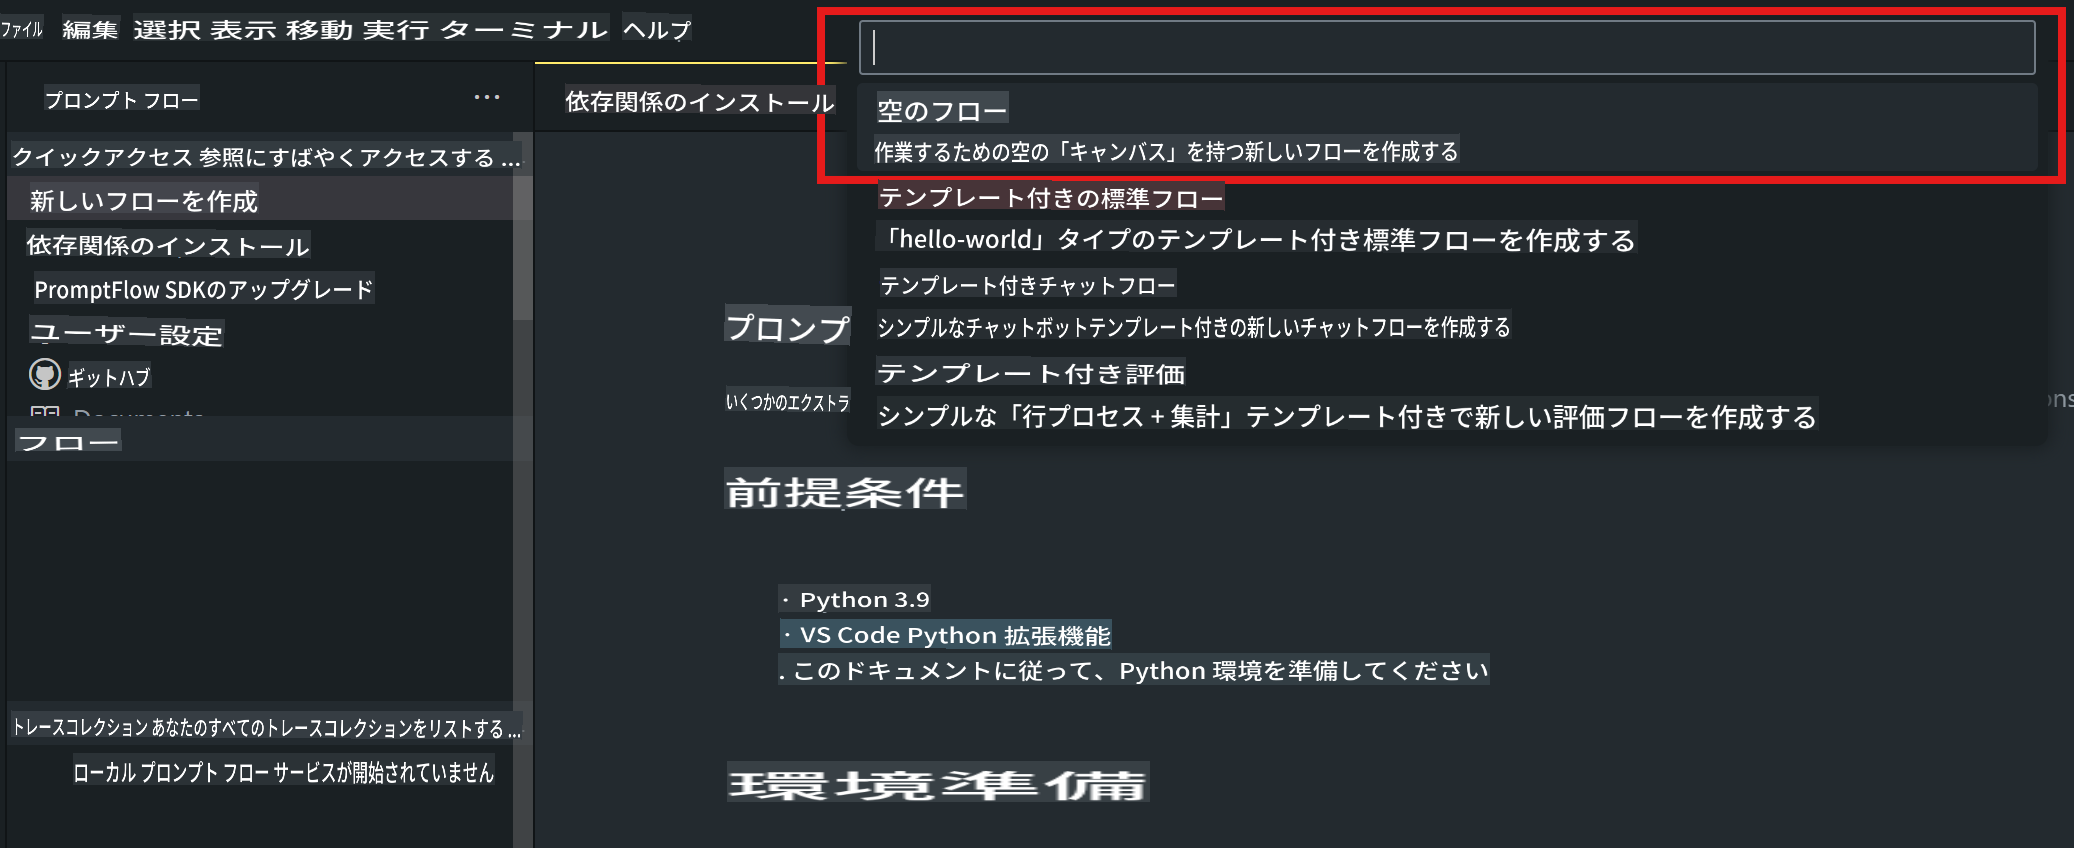 ファイル 編集 選択 表示 移動 実行 ターミナル ヘルプ
プロンプト フロー
クイックアクセス 参照にすばやくアクセスする ...
新しいフローを作成
依存関係のインストール
PromptFlow SDKのアップグレード
ユーザー設定
ギットハブ
Documents
フロー
トレースコレクション あなたのすべてのトレースコレクションをリストする ...
ローカル プロンプト フロー サービスが開始されていません
依存関係のインストール
空のフロー
作業するための空の「キャンバス」を持つ新しいフローを作成する
テンプレート付きの標準フロー
「hello-world」タイプのテンプレート付き標準フローを作成する
テンプレート付きチャットフロー
シンプルなチャットボットテンプレート付きの新しいチャットフローを作成する
テンプレート付き評価
シンプルな「行プロセス + 集計」テンプレート付きで新しい評価フローを作成する
プロンプ
いくつかのエクストラ
前提条件
· Python 3.9
· VS Code Python 拡張機能
. このドキュメントに従って、Python 環境を準備してください
環境準備